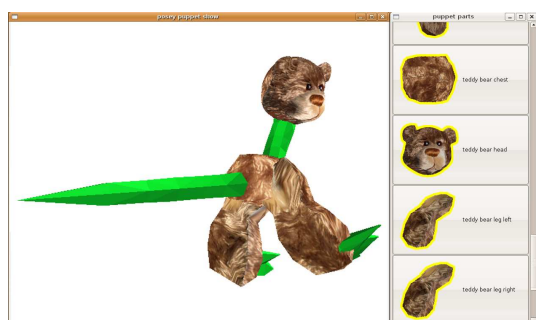 posey puppet show
puppet parts
teddy bear chest
teddy bear head
teddy bear leg left
teddy bear leg right